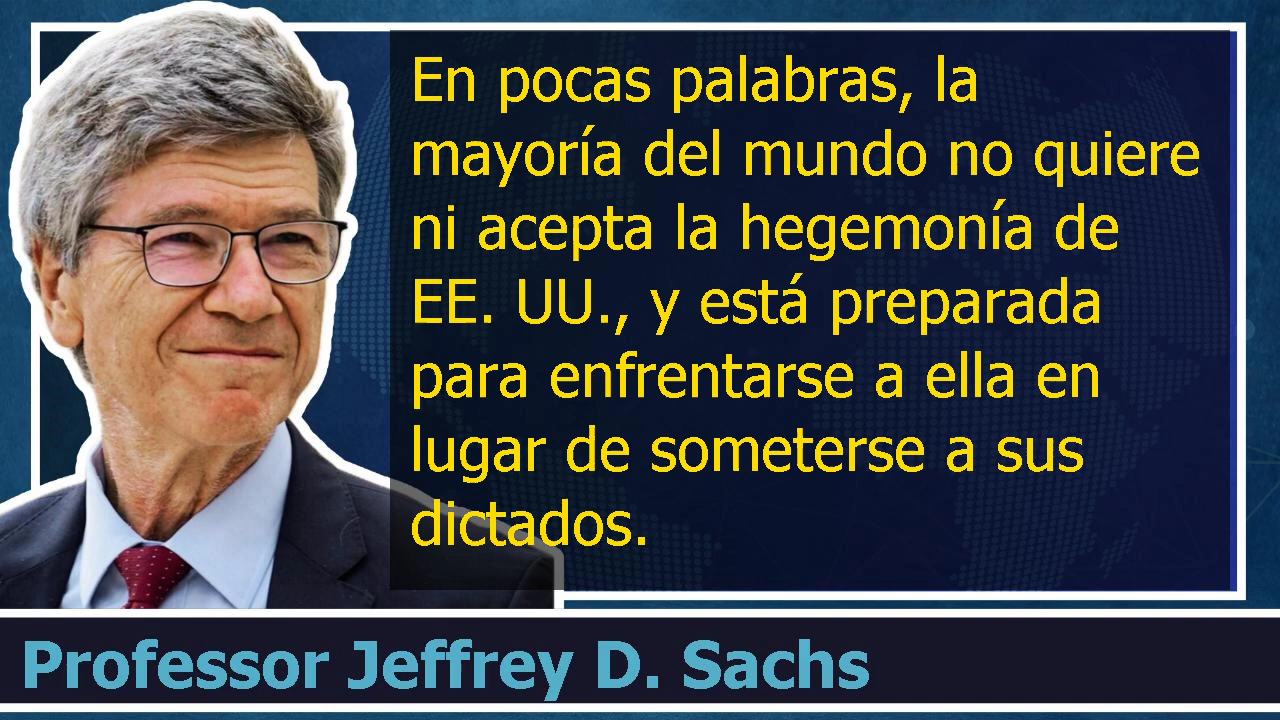 En pocas palabras, la
mayoría del mundo no quiere
ni acepta la hegemonía de
EE. UU., y está preparada
para enfrentarse a ella en
lugar de someterse a sus
dictados.
Professor Jeffrey D. Sachs